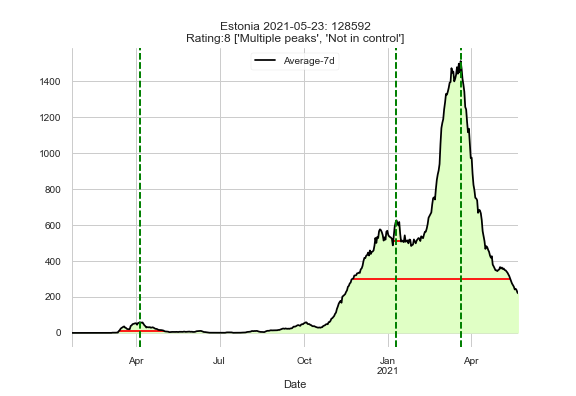 Estonia 2021-05-23: 128592
Rating:8 ['Multiple peaks', 'Not in control']
Average-7d
1400
1200
1000
800
600
400
200
0
Apr Jul Oct Jan Apr
2021
Date